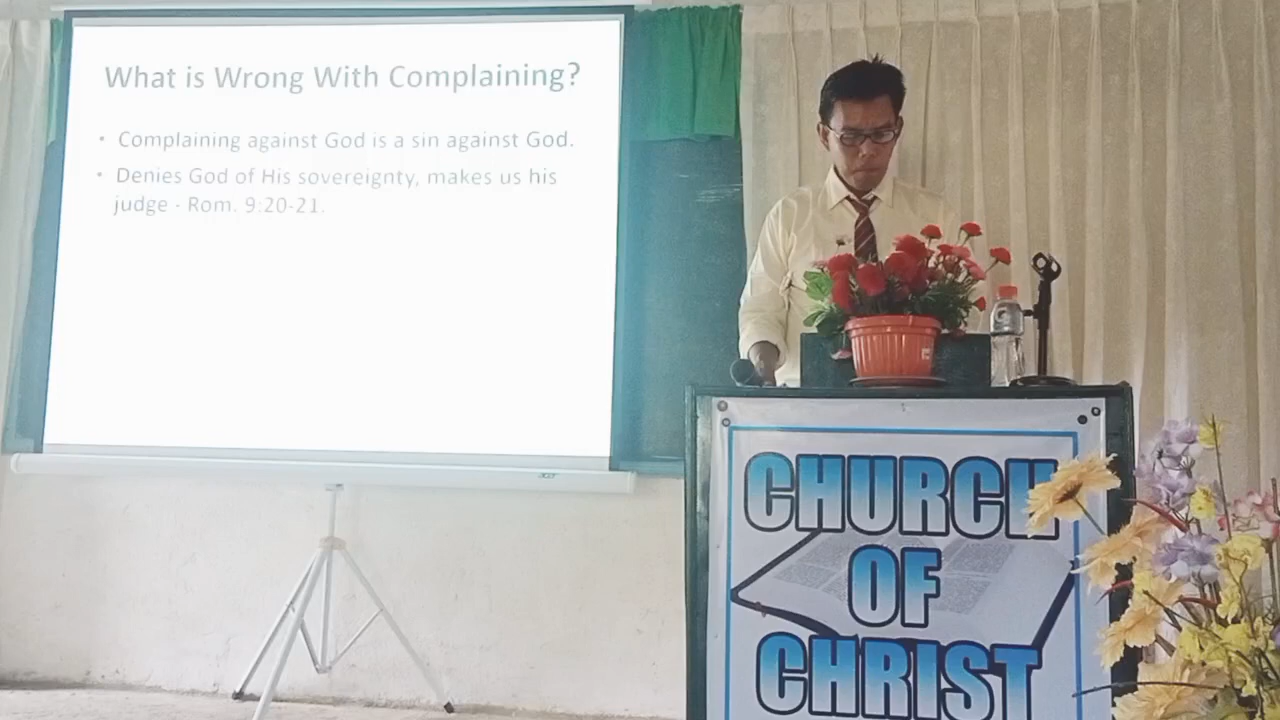 What is Wrong With Complaining?
• Complaining against God is a sin against God.
• Denies God of His sovereignty, makes us his
judge - Rom. 9:20-21.
CHURCH
OF
CHRIST